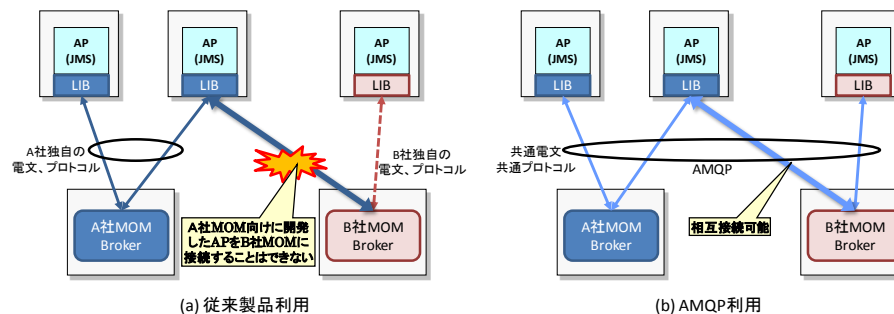 AP
(JMS)
LIB
AP
(JMS)
LIB
AP
(JMS)
LIB
A社独自の
電文、プロトコル
B社独自の
電文、プロトコル
A社MOM
Broker
A社MOM向けに開発
したAPをB社MOMに
接続することはできない
B社MOM
Broker
(a) 従来製品利用
AP
(JMS)
LIB
AP
(JMS)
LIB
AP
(JMS)
LIB
共通電文
共通プロトコル
AMQP
相互接続可能
A社MOM
Broker
B社MOM
Broker
(b) AMQP利用